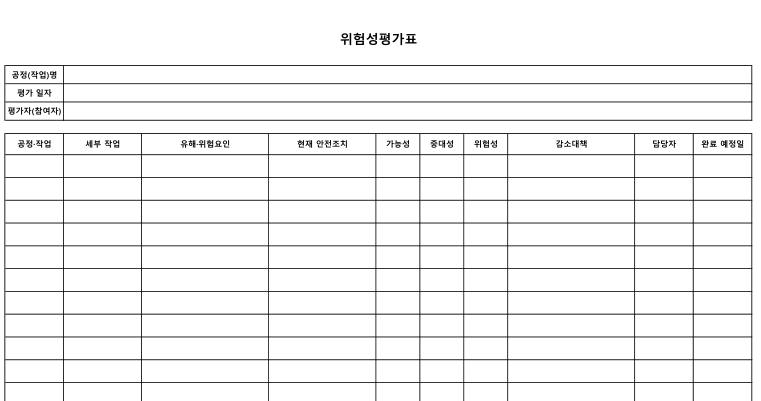 위험성평가표
공정(작업)명
평가 일자
평가자(참여자)
공정·작업 세부 작업 유해·위험요인 현재 안전조치 가능성 중대성 위험성 감소대책 담당자 완료 예정일